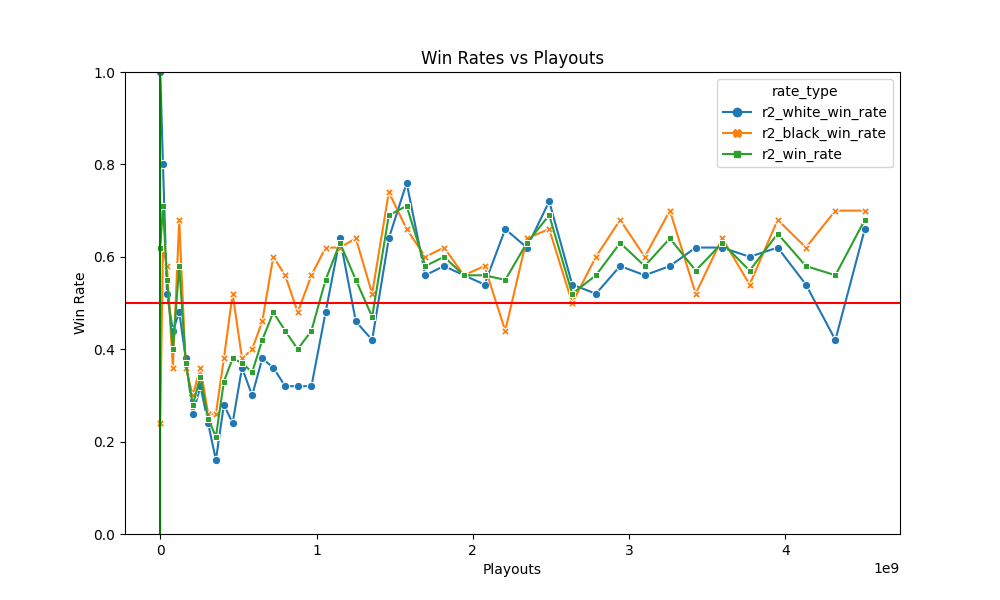 Win Rates vs Playouts
rate_type
r2_white_win_rate
r2_black_win_rate
r2_win_rate
Win Rate
1.0
0.8
0.6
0.4
0.2
0.0
0 1 2 3 4
1e9
Playouts